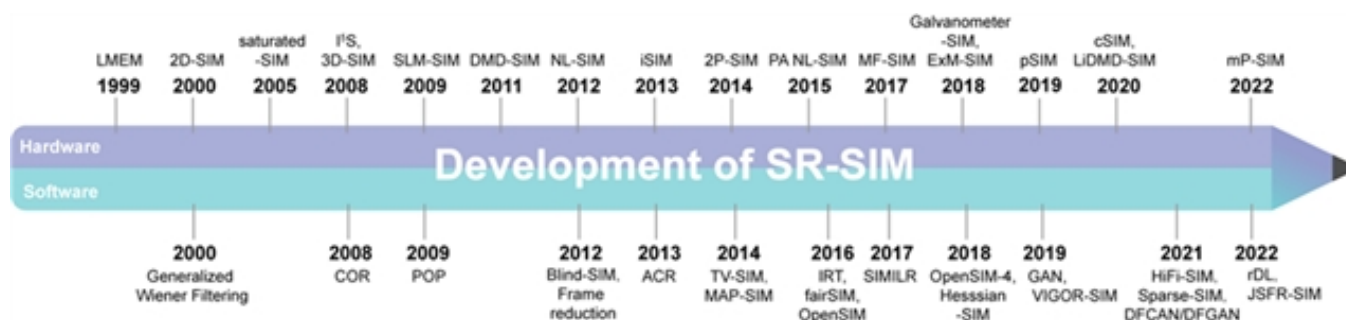 Galvanometer
saturated I¹S, -SIM, cSIM,
LMEM 2D-SIM -SIM 3D-SIM SLM-SIM DMD-SIM NL-SIM iSIM 2P-SIM PA NL-SIM MF-SIM ExM-SIM pSIM LiDMD-SIM mP-SIM
1999 2000 2005 2008 2009 2011 2012 2013 2014 2015 2017 2018 2019 2020 2022
Hardware
Development of SR-SIM
Software
2000 2008 2009 2012 2013 2014 2016 2017 2018 2019 2021 2022
Generalized COR POP Blind-SIM, ACR TV-SIM, IRT, SIMILR OpenSIM-4, GAN, HiFi-SIM, rDL,
Wiener Filtering Frame MAP-SIM fairSIM, Hesssian VIGOR-SIM Sparse-SIM, JSFR-SIM
reduction OpenSIM -SIM DFCAN/DFGAN